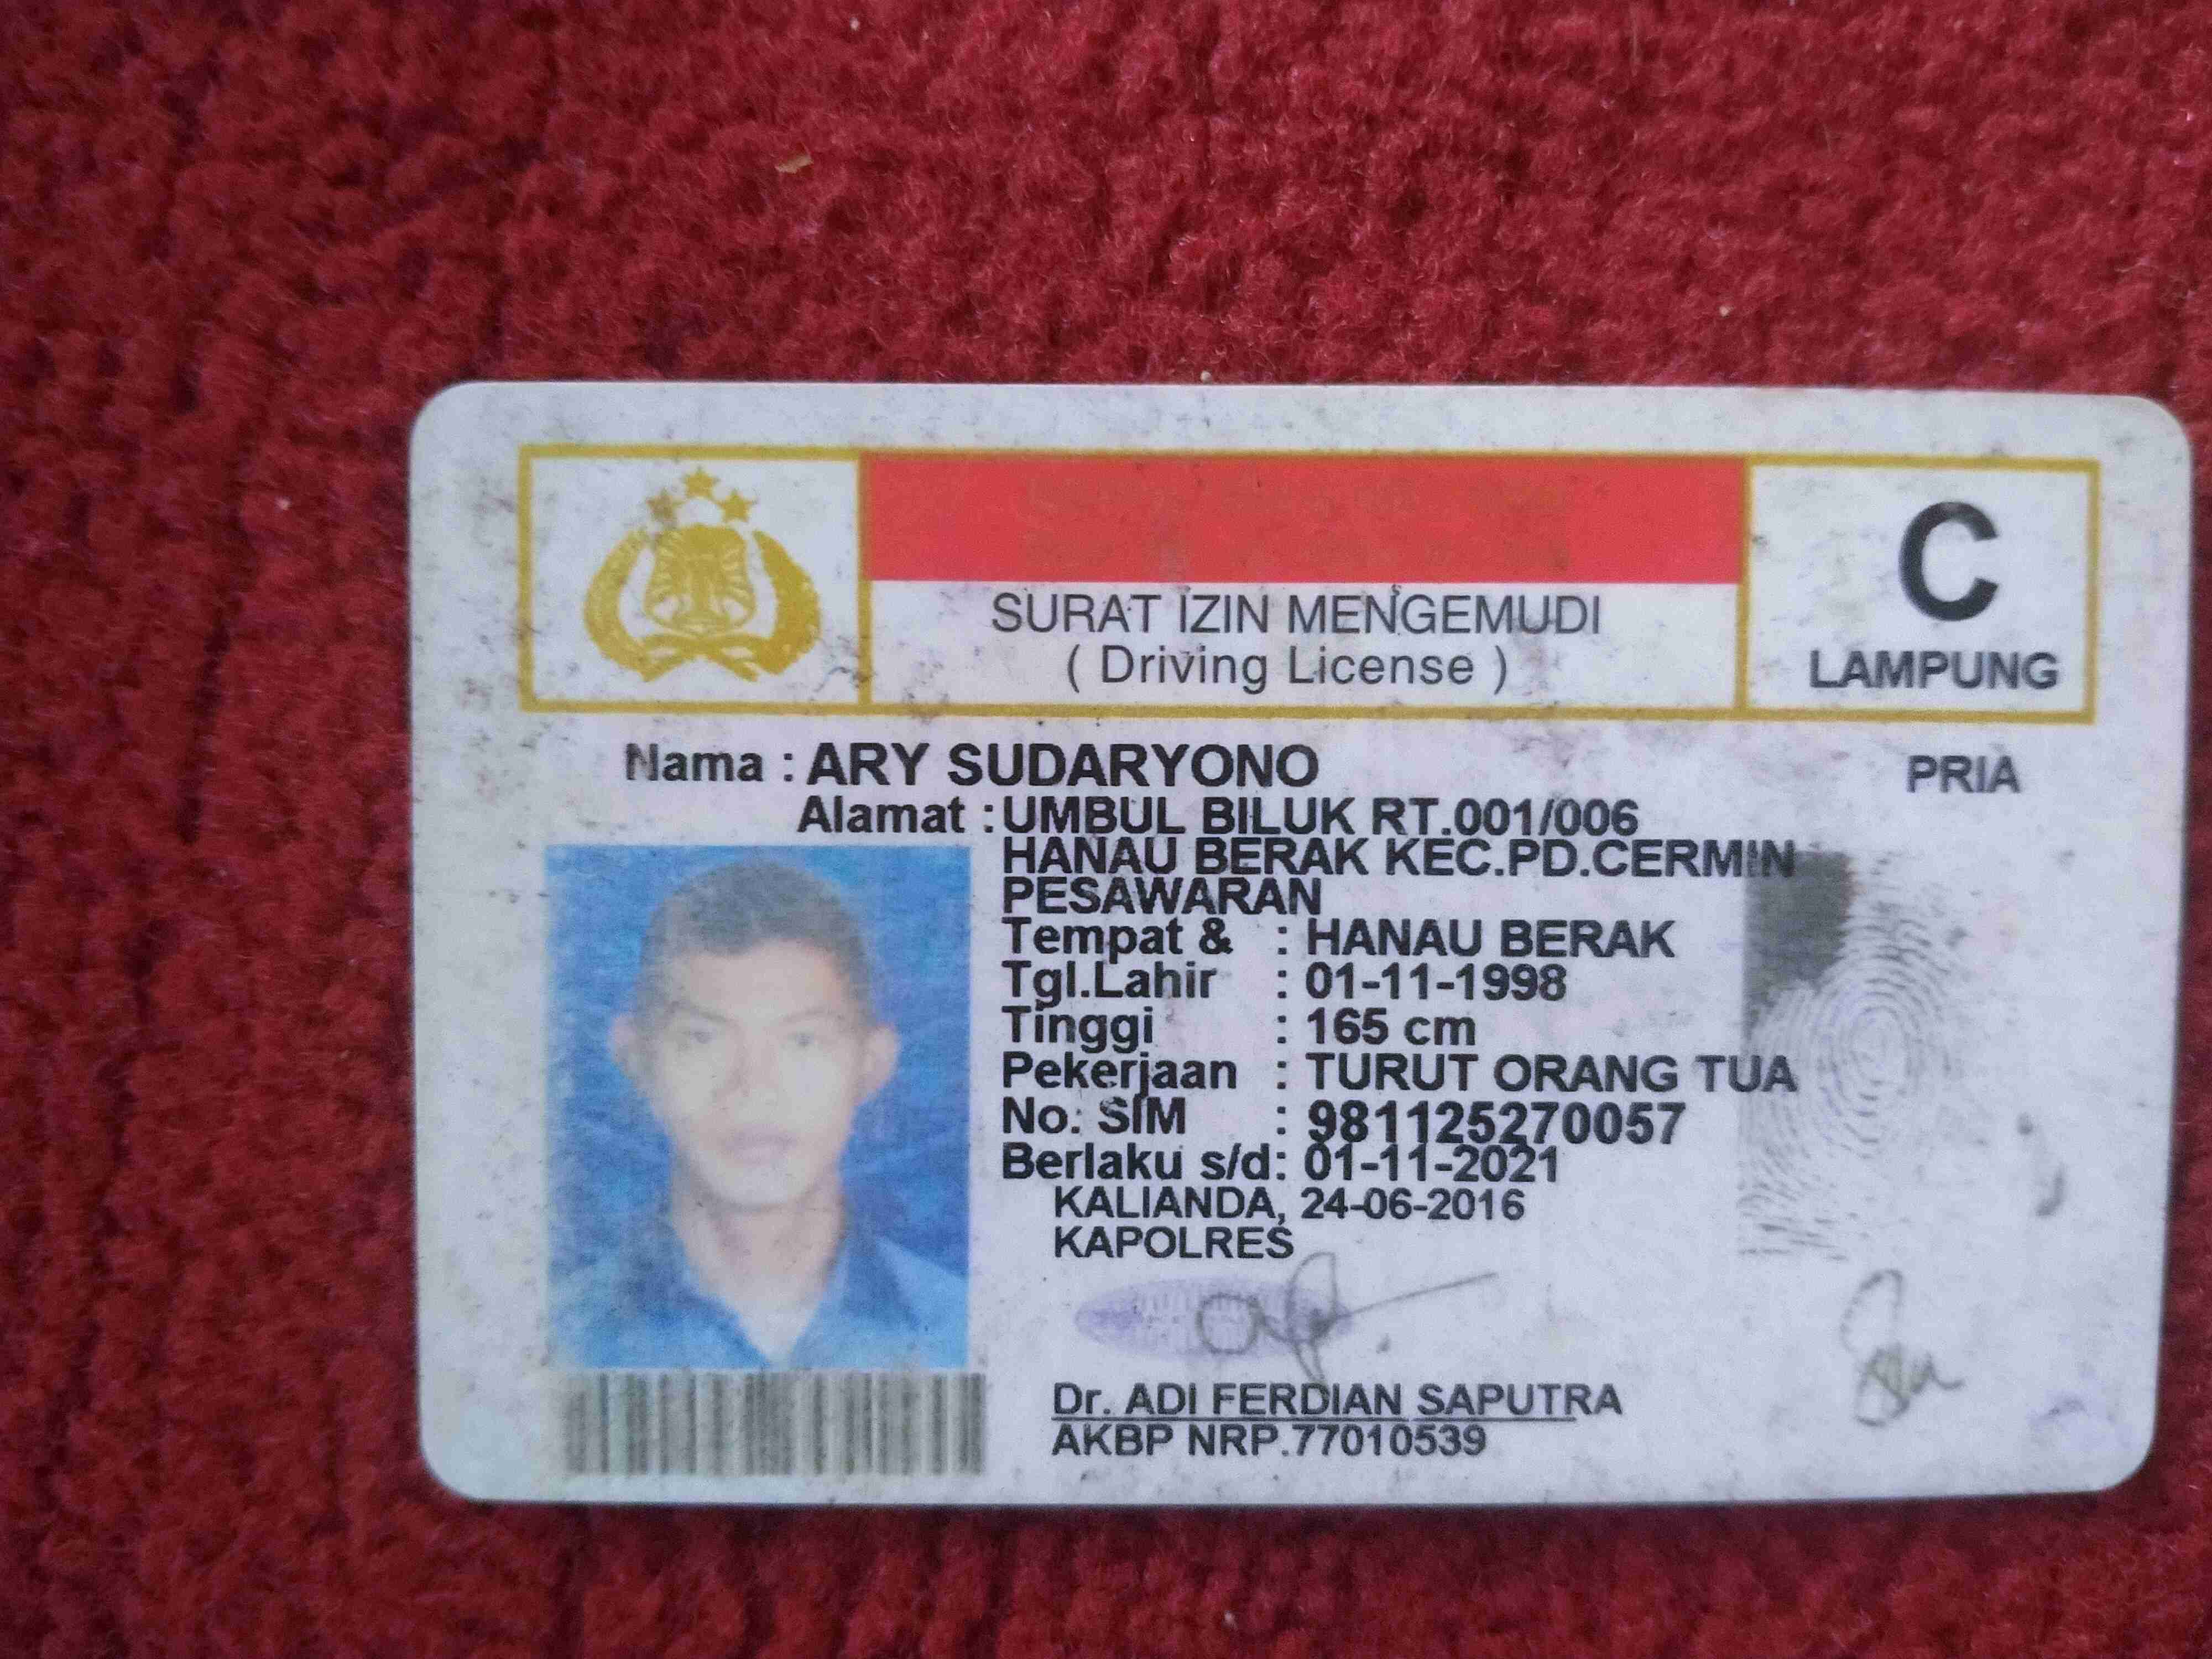 SURAT IZIN MENGEMUDI
( Driving License )
C
LAMPUNG
Nama : ARY SUDARYONO
PRIA
Alamat : UMBUL BILUK RT.001/006
HANAU BERAK KEC.PD.CERMIN
PESAWARAN
Tempat & : HANAU BERAK
Tgl.Lahir : 01-11-1998
Tinggi : 165 cm
Pekerjaan : TURUT ORANG TUA
No. SIM : 981125270057
Berlaku s/d : 01-11-2021
KALIANDA, 24-06-2016
KAPOLRES
Dr. ADI FERDIAN SAPUTRA
AKBP NRP.77010539